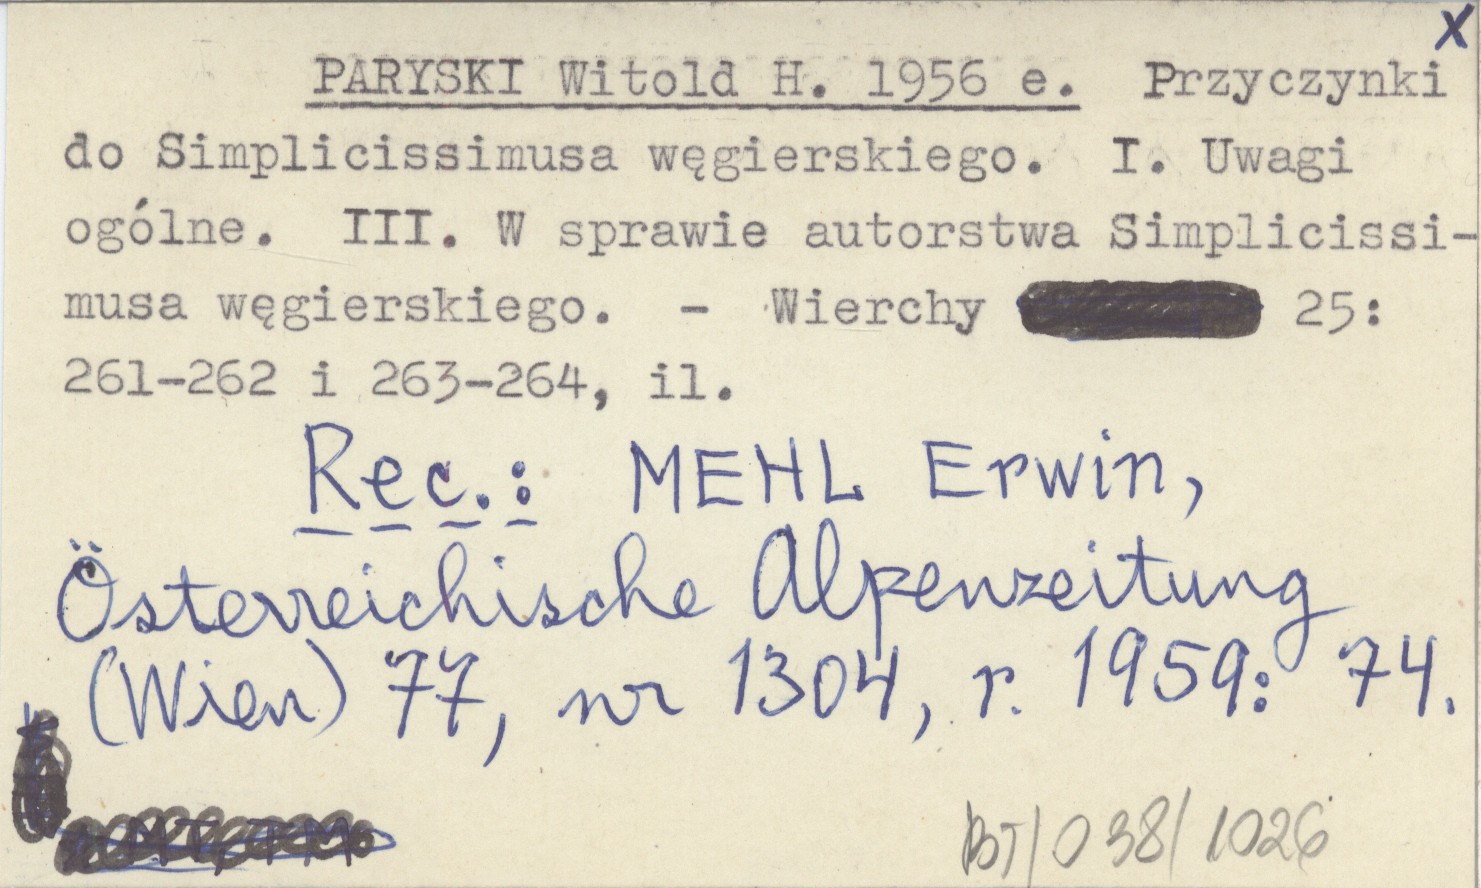 x
PARYSKI Witold H. 1956 e. Przyczynki
do Simplicissimusa węgierskiego. I. Uwagi
ogólne. III. W sprawie autorstwa Simplicissi-
musa węgierskiego. - Wierchy 25:
261-262 i 263-264, il.
Rec.: MEHL Erwin,
Österreichische Alpenzeitung
(Wien) 77, nr 1304, r. 1959: 74.
BT/038/1026